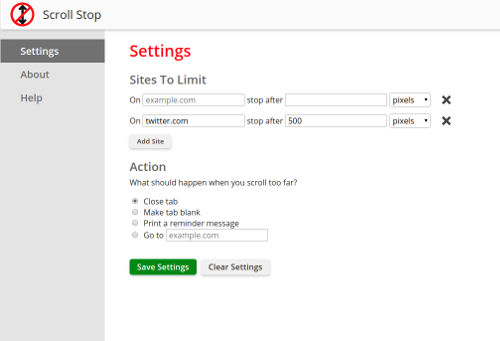 Scroll Stop
Settings
About
Help
Settings
Sites To Limit
On example.com stop after pixels
On twitter.com stop after 500 pixels
Add Site
Action
What should happen when you scroll too far?
Close tab
Make tab blank
Print a reminder message
Go to example.com
Save Settings Clear Settings